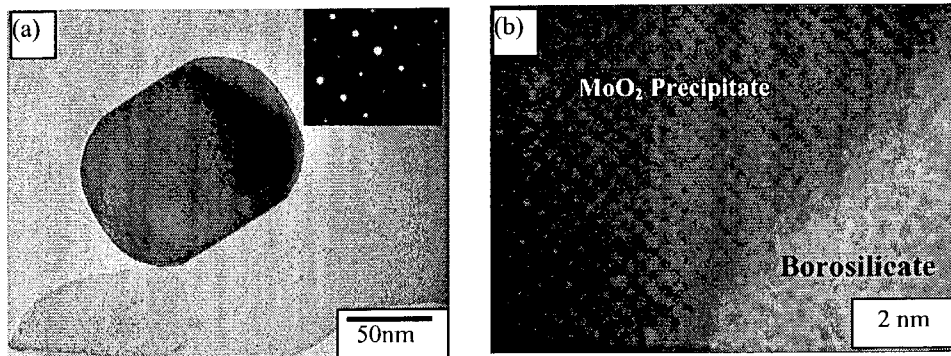 (a)
50nm
(b)
MoO₂ Precipitate
Borosilicate
2 nm